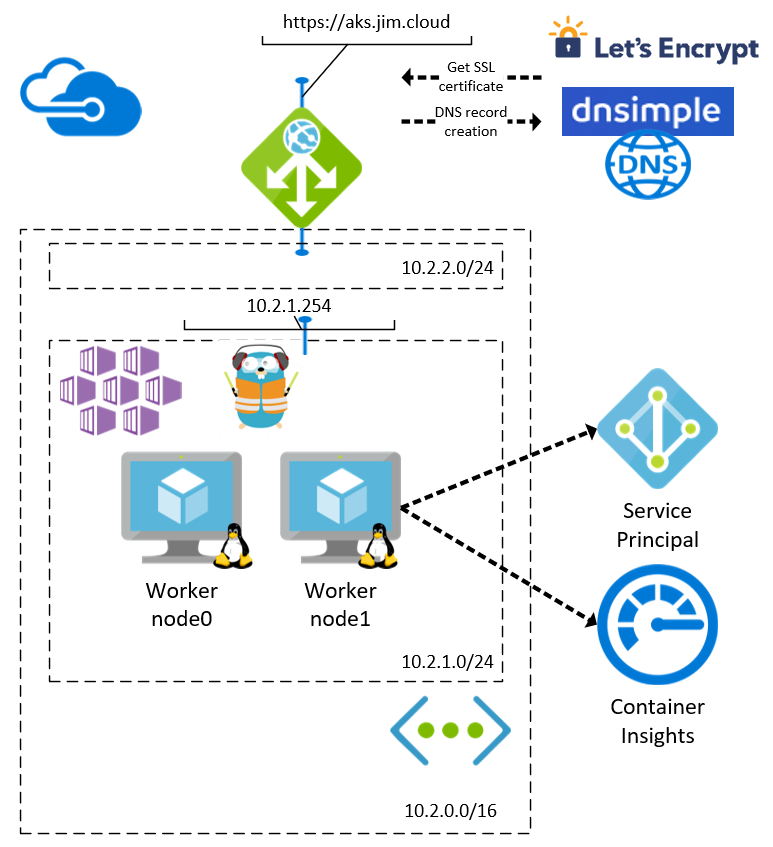 https://aks.jim.cloud
Let's Encrypt
Get SSL
certificate
DNS record
creation
dnsimple
DNS
10.2.2.0/24
10.2.1.254
Worker
node0
Worker
node1
Service
Principal
10.2.1.0/24
Container
Insights
10.2.0.0/16